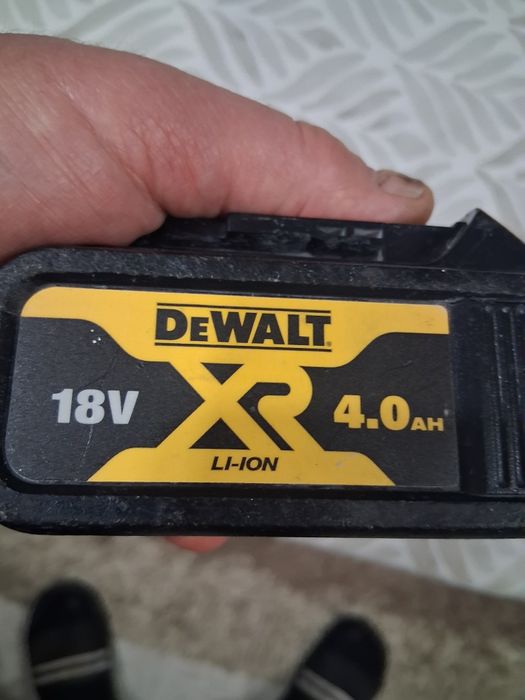 DEWALT
18V XR 4.0AH
LI-ION